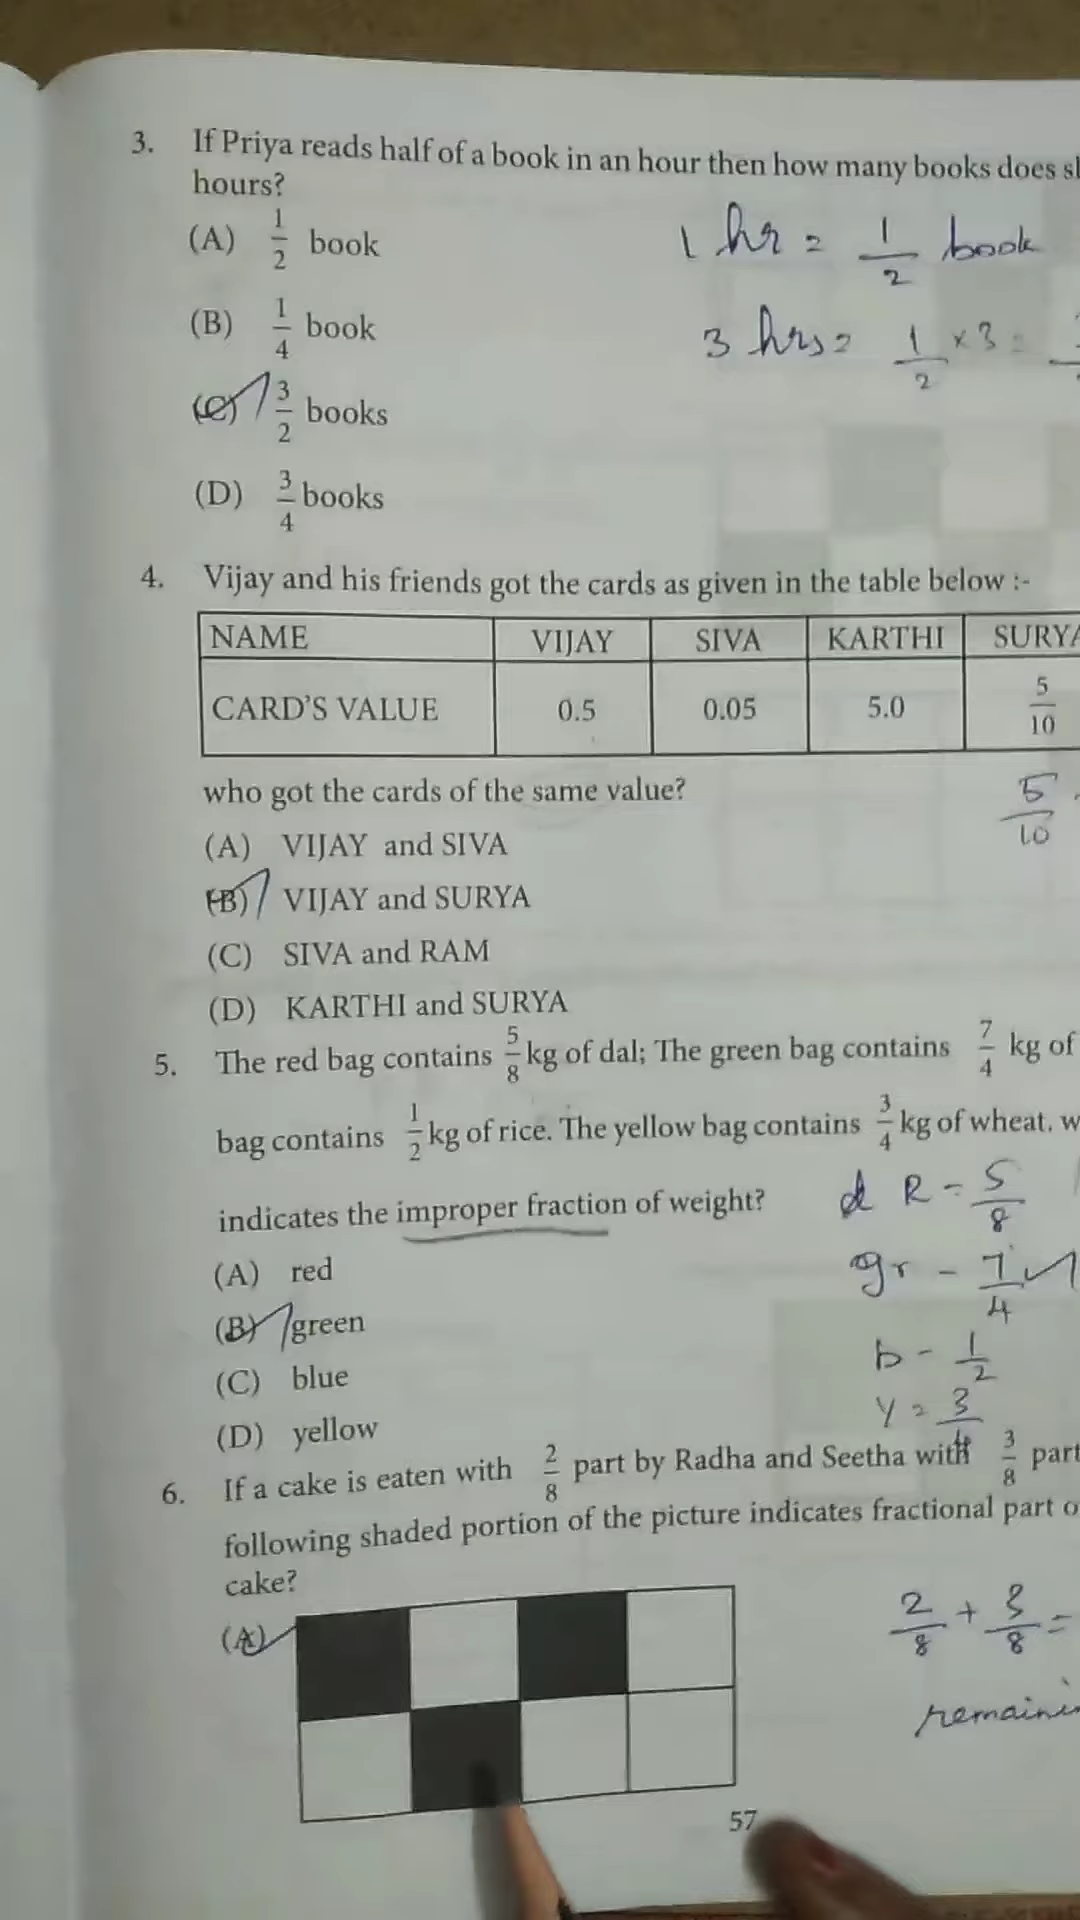 3. If Priya reads half of a book in an hour then how many books does
hours?
(A) 1/2 book
1 hr = 1/2 book
(B) 1/4 book
3 hrs = 1/2 × 3 =
(C) 3/2 books
(D) 3/4 books
4. Vijay and his friends got the cards as given in the table below :-
NAME VIJAY SIVA KARTHI SURYA
CARD'S VALUE 0.5 0.05 5.0 5/10
who got the cards of the same value?
5/10
(A) VIJAY and SIVA
(B) VIJAY and SURYA
(C) SIVA and RAM
(D) KARTHI and SURYA
5. The red bag contains 5/8 kg of dal; The green bag contains 7/4 kg of
bag contains 1/2 kg of rice. The yellow bag contains 3/4 kg of wheat,
indicates the improper fraction of weight?
R - 5/8
(A) red
gr - 7/4
(B) green
b - 1/2
(C) blue
y = 3/4
(D) yellow
6. If a cake is eaten with 2/8 part by Radha and Seetha with 3/8 part
following shaded portion of the picture indicates fractional part
cake?
(A)
2/8 + 3/8 =
57